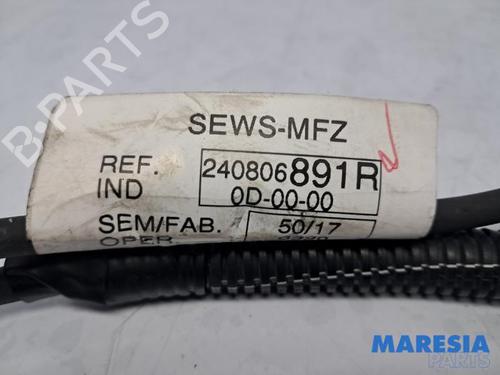 B-PARTS
SEWS-MFZ
REF. 240806891R
IND 0D-00-00
SEM/FAB. 50/17
OPER
MARESIA
PARTS